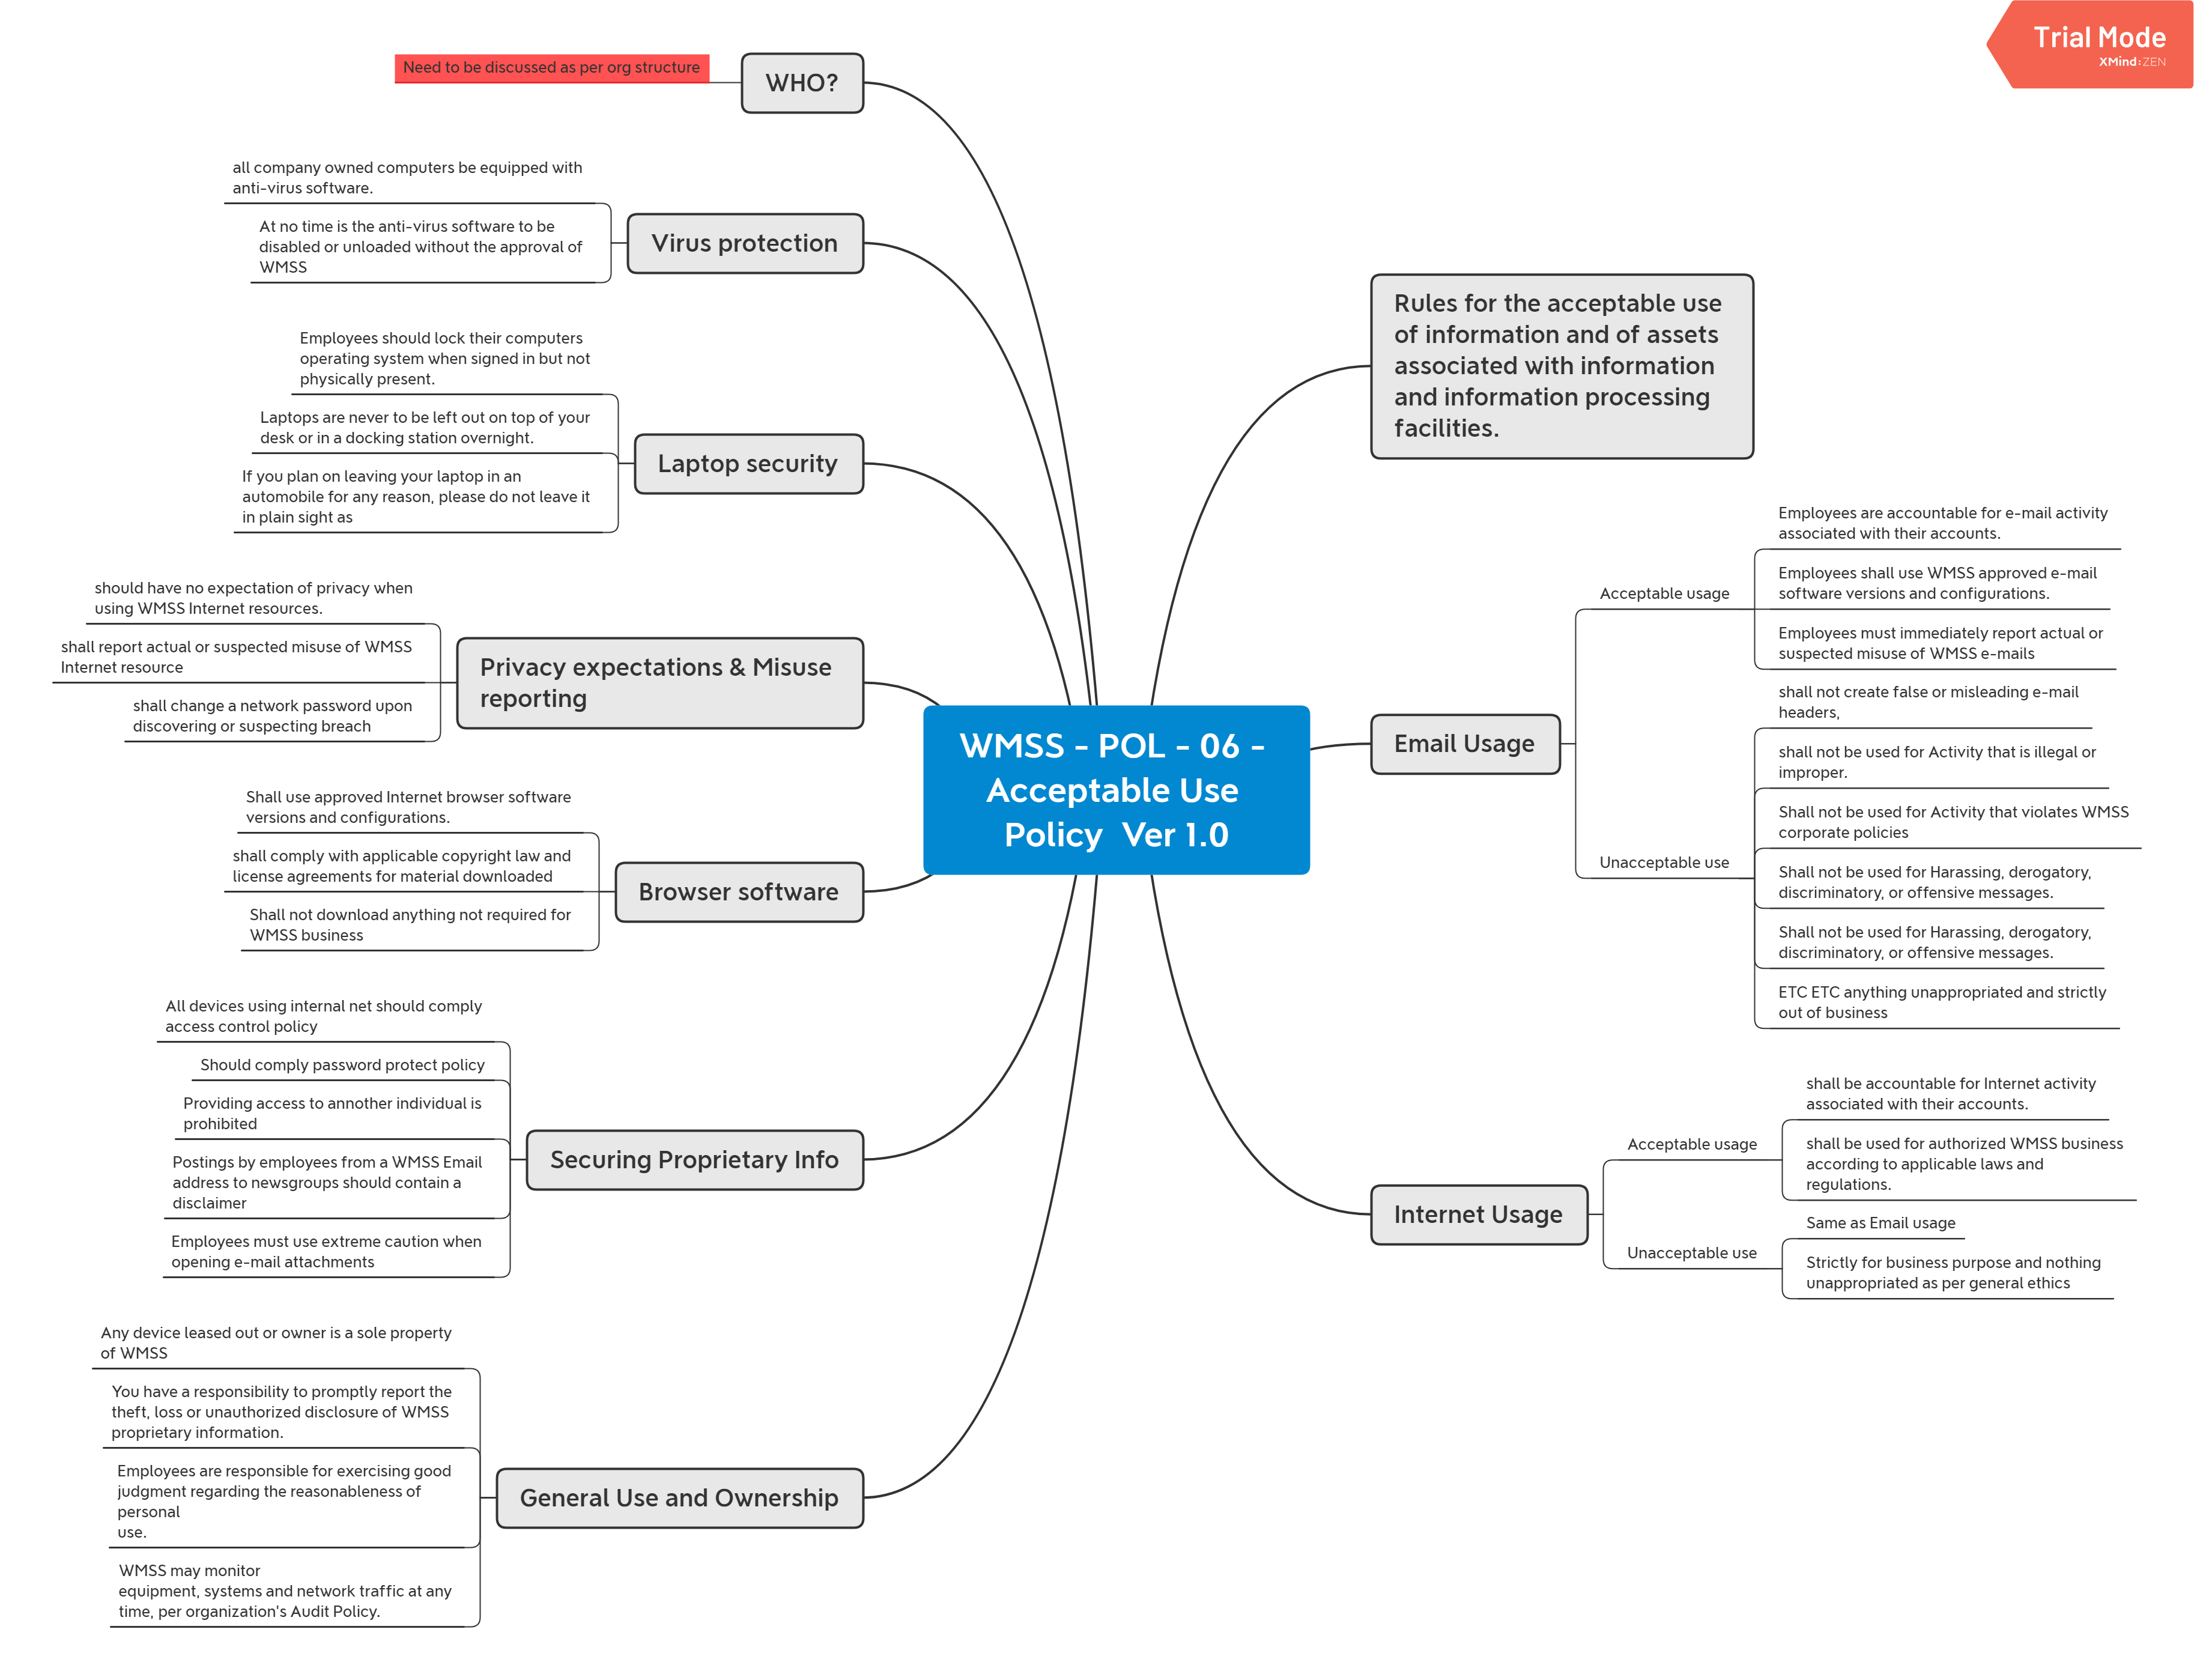 Trial Mode
XMind:ZEN
WMSS - POL - 06 -
Acceptable Use
Policy  Ver 1.0
Rules for the acceptable use
of information and of assets
associated with information
and information processing
facilities.
Email Usage
Acceptable usage
Employees are accountable for e-mail activity
associated with their accounts.
Employees shall use WMSS approved e-mail
software versions and configurations.
Employees must immediately report actual or
suspected misuse of WMSS e-mails
Unacceptable use
shall not create false or misleading e-mail
headers,
shall not be used for Activity that is illegal or
improper.
Shall not be used for Activity that violates WMSS
corporate policies
Shall not be used for Harassing, derogatory,
discriminatory, or offensive messages.
Shall not be used for Harassing, derogatory,
discriminatory, or offensive messages.
ETC ETC anything unappropriated and strictly
out of business
Internet Usage
Acceptable usage
shall be accountable for Internet activity
associated with their accounts.
shall be used for authorized WMSS business
according to applicable laws and
regulations.
Unacceptable use
Same as Email usage
Strictly for business purpose and nothing
unappropriated as per general ethics
WHO?
Need to be discussed as per org structure
Virus protection
all company owned computers be equipped with
anti-virus software.
At no time is the anti-virus software to be
disabled or unloaded without the approval of
WMSS
Laptop security
Employees should lock their computers
operating system when signed in but not
physically present.
Laptops are never to be left out on top of your
desk or in a docking station overnight.
If you plan on leaving your laptop in an
automobile for any reason, please do not leave it
in plain sight as
Privacy expectations & Misuse
reporting
should have no expectation of privacy when
using WMSS Internet resources.
shall report actual or suspected misuse of WMSS
Internet resource
shall change a network password upon
discovering or suspecting breach
Browser software
Shall use approved Internet browser software
versions and configurations.
shall comply with applicable copyright law and
license agreements for material downloaded
Shall not download anything not required for
WMSS business
Securing Proprietary Info
All devices using internal net should comply
access control policy
Should comply password protect policy
Providing access to annother individual is
prohibited
Postings by employees from a WMSS Email
address to newsgroups should contain a
disclaimer
Employees must use extreme caution when
opening e-mail attachments
General Use and Ownership
Any device leased out or owner is a sole property
of WMSS
You have a responsibility to promptly report the
theft, loss or unauthorized disclosure of WMSS
proprietary information.
Employees are responsible for exercising good
judgment regarding the reasonableness of
personal
use.
WMSS may monitor
equipment, systems and network traffic at any
time, per organization's Audit Policy.